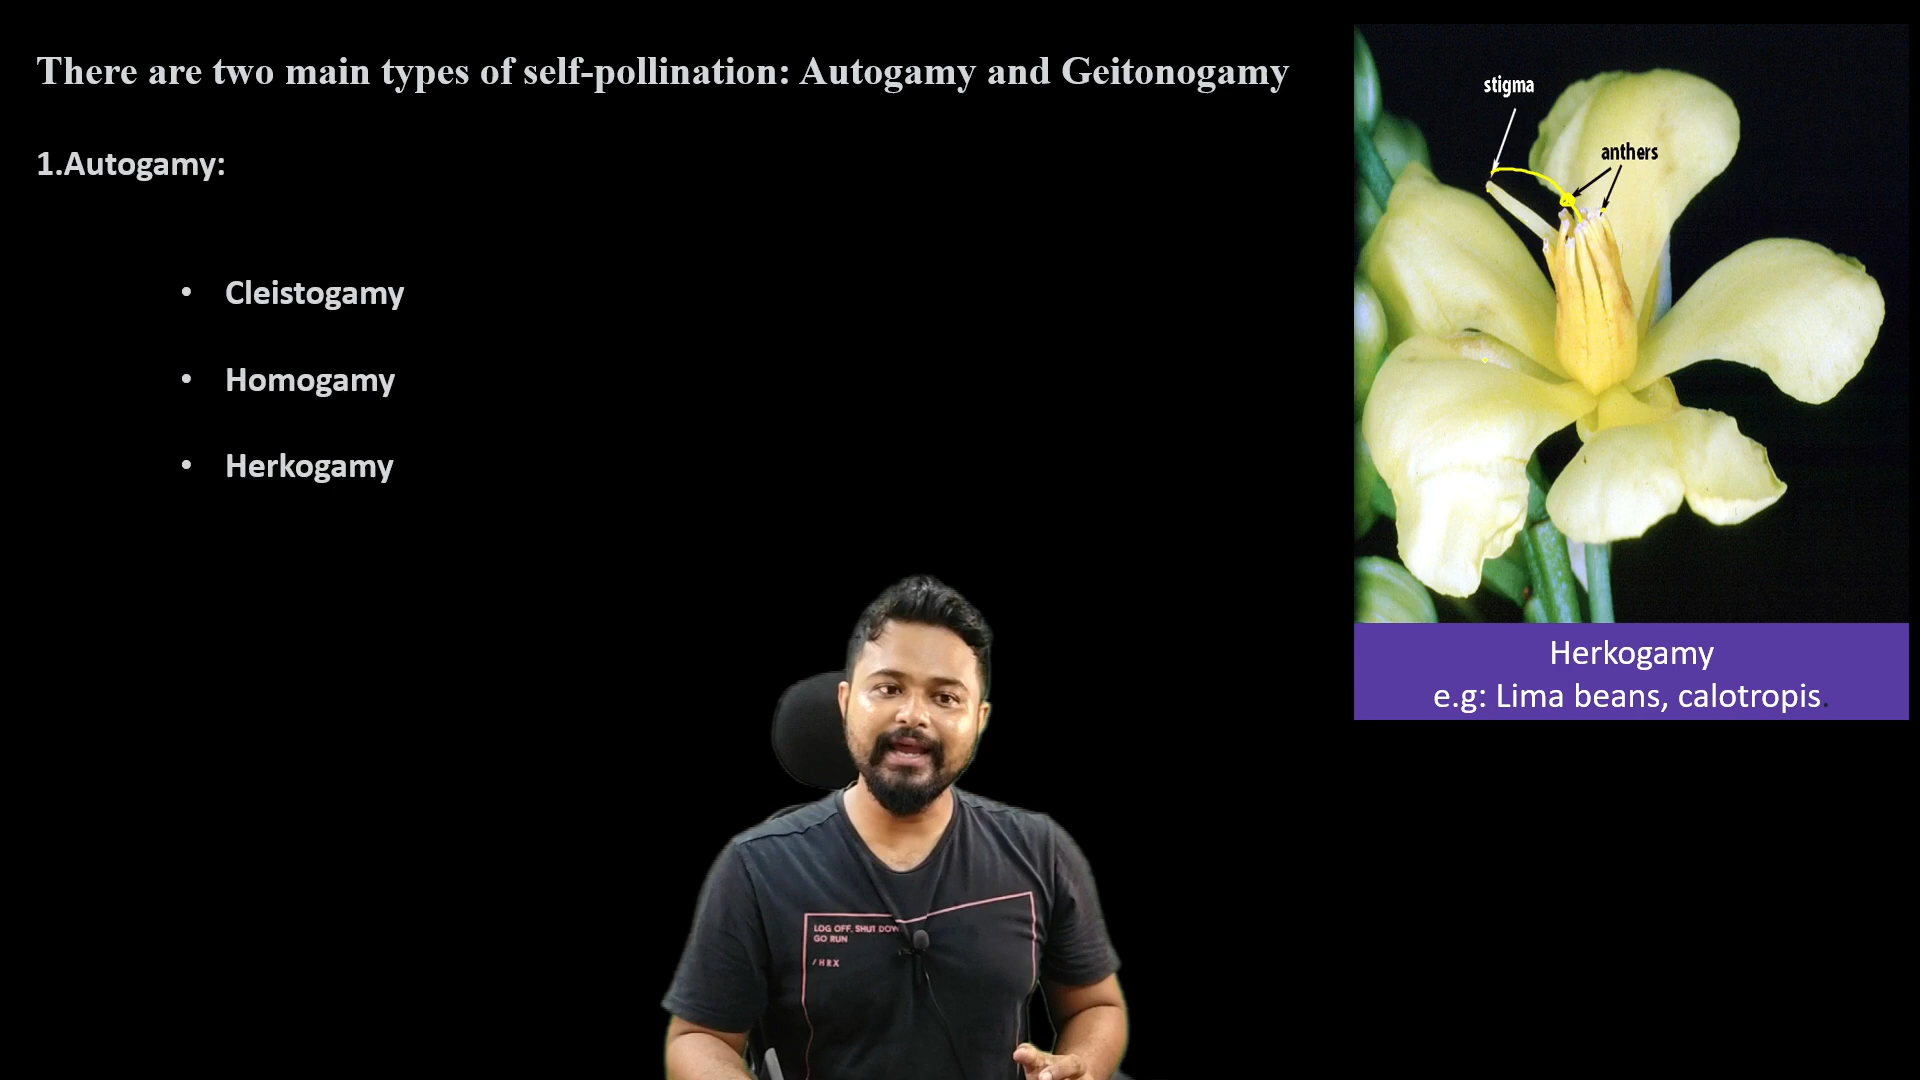 There are two main types of self-pollination: Autogamy and Geitonogamy
1.Autogamy:
• Cleistogamy
• Homogamy
• Herkogamy
stigma
anthers
Herkogamy
e.g: Lima beans, calotropis.
LOG OFF. SHUT DOW
GO RUN
/HRX